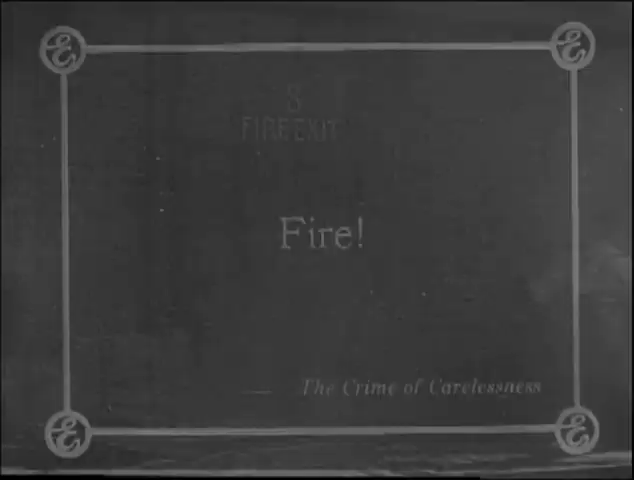 E E
8
FIRE EXIT
Fire!
The Crime of Carelessness
E E